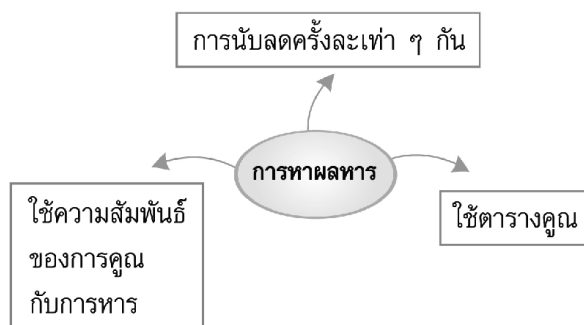 การนับลดครั้งละเท่า ๆ กัน
การหาผลหาร
ใช้ความสัมพันธ์
ของการคูณ
กับการหาร
ใช้ตารางคูณ